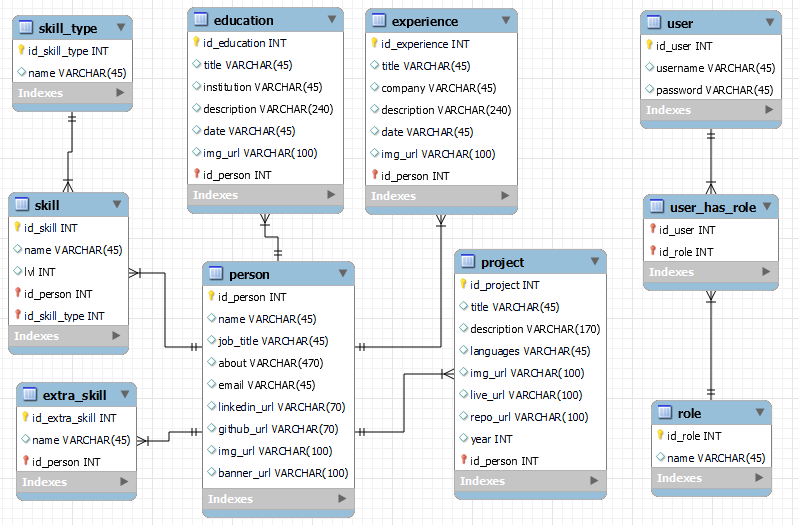 skill_type
id_skill_type INT
name VARCHAR(45)
Indexes
education
id_education INT
title VARCHAR(45)
institution VARCHAR(45)
description VARCHAR(240)
date VARCHAR(45)
img_url VARCHAR(100)
id_person INT
Indexes
experience
id_experience INT
title VARCHAR(45)
company VARCHAR(45)
description VARCHAR(240)
date VARCHAR(45)
img_url VARCHAR(100)
id_person INT
Indexes
user
id_user INT
username VARCHAR(45)
password VARCHAR(45)
Indexes
skill
id_skill INT
name VARCHAR(45)
lvl INT
id_person INT
id_skill_type INT
Indexes
person
id_person INT
name VARCHAR(45)
job_title VARCHAR(45)
about VARCHAR(470)
email VARCHAR(45)
linkedin_url VARCHAR(70)
github_url VARCHAR(70)
img_url VARCHAR(100)
banner_url VARCHAR(100)
Indexes
project
id_project INT
title VARCHAR(45)
description VARCHAR(170)
languages VARCHAR(45)
img_url VARCHAR(100)
live_url VARCHAR(100)
repo_url VARCHAR(100)
year INT
id_person INT
Indexes
user_has_role
id_user INT
id_role INT
Indexes
extra_skill
id_extra_skill INT
name VARCHAR(45)
id_person INT
Indexes
role
id_role INT
name VARCHAR(45)
Indexes